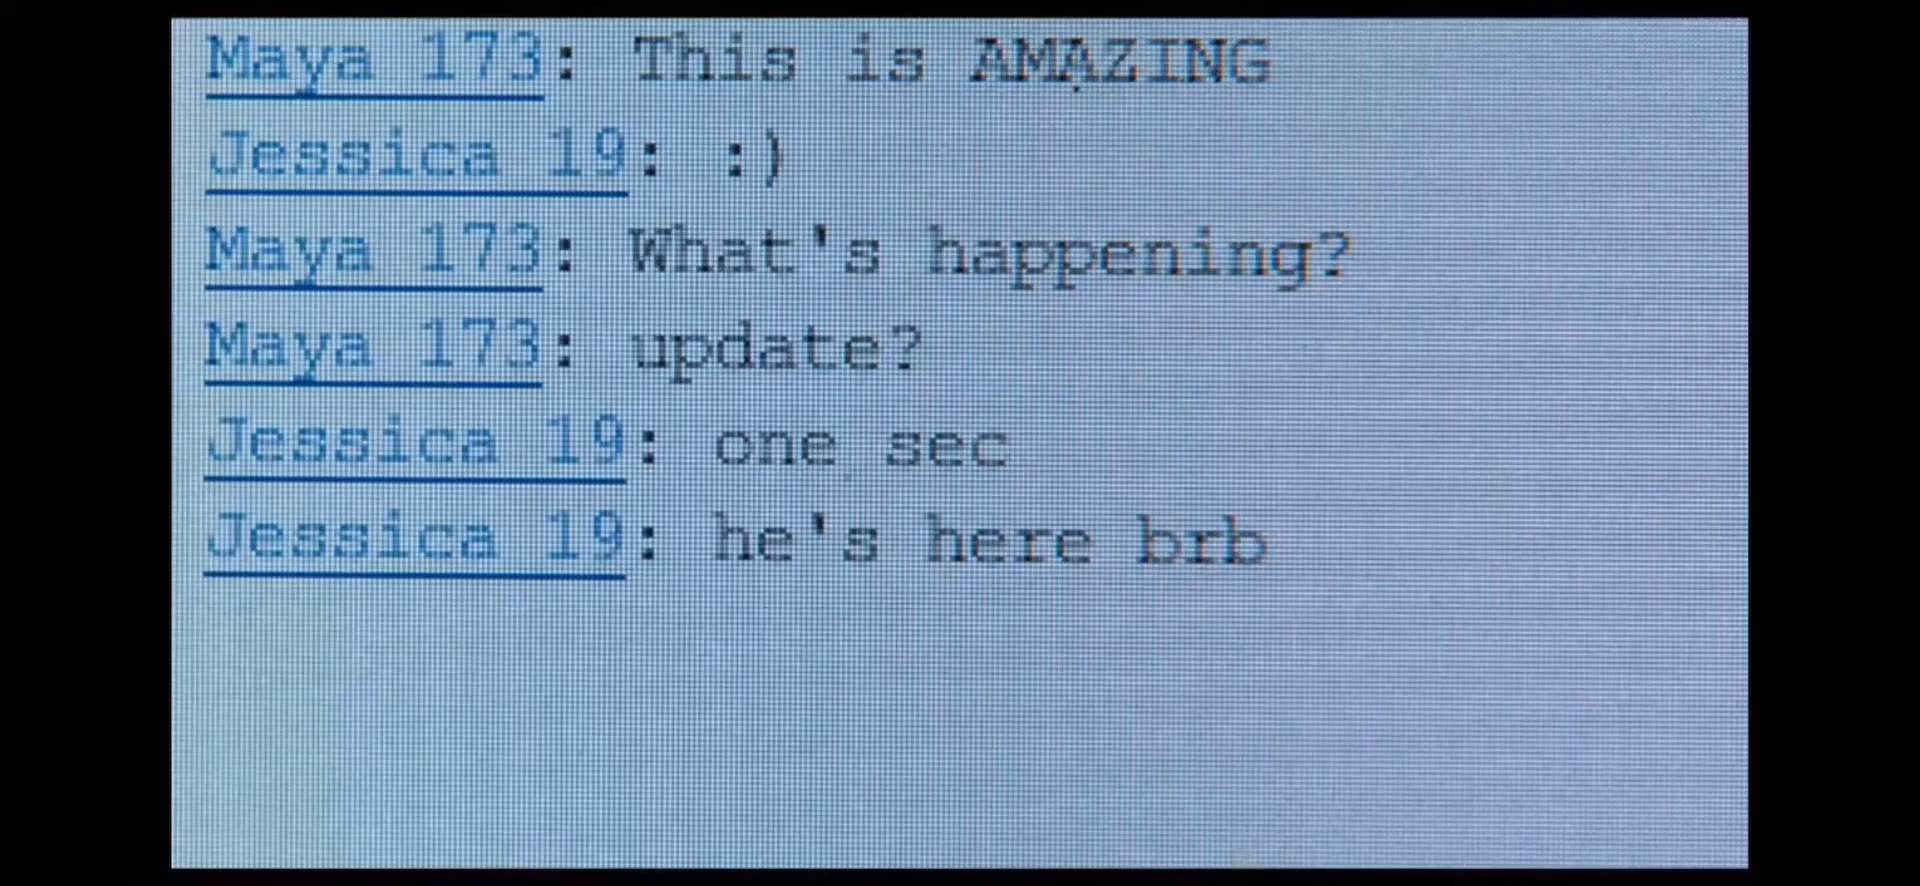 Maya 173: This is AMAZING
Jessica 19: :)
Maya 173: What's happening?
Maya 173: update?
Jessica 19: one sec
Jessica 19: he's here brb